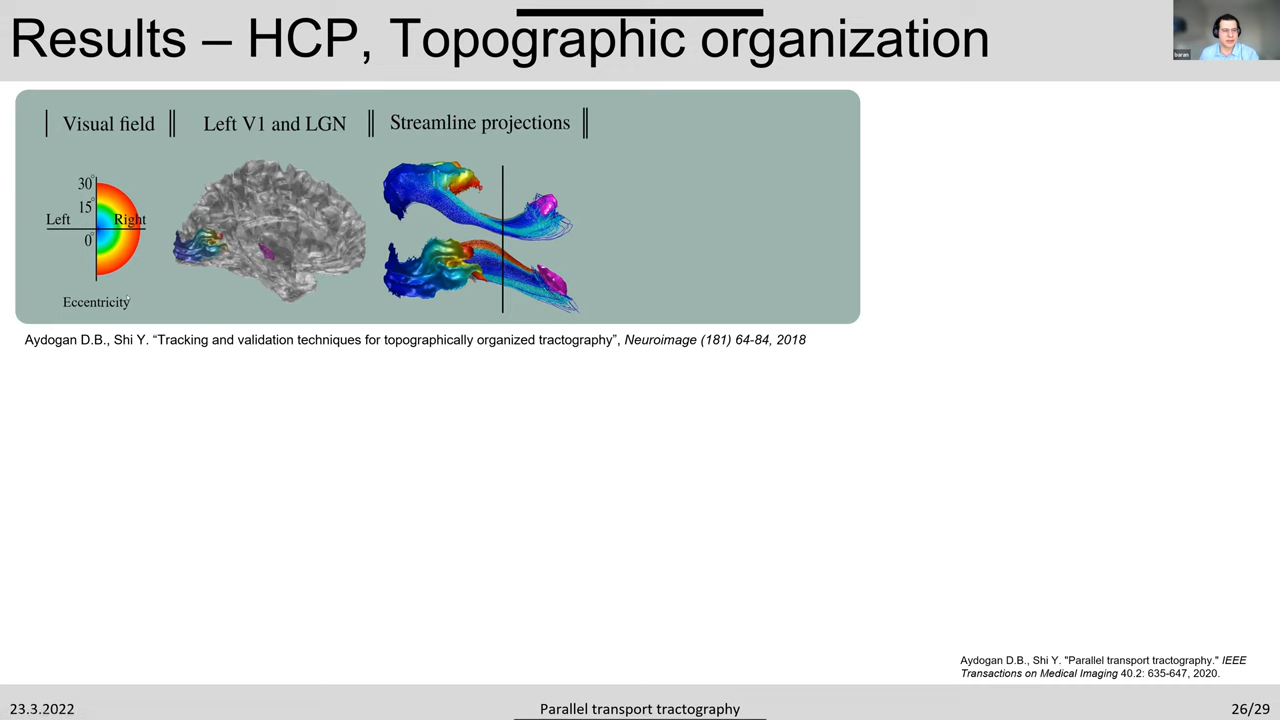 Results – HCP, Topographic organization
baran
Visual field
Left V1 and LGN
Streamline projections
30°
15°
Left
Right
0°
Eccentricity
Aydogan D.B., Shi Y. “Tracking and validation techniques for topographically organized tractography”, Neuroimage (181) 64-84, 2018
Aydogan D.B., Shi Y. "Parallel transport tractography." IEEE
Transactions on Medical Imaging 40.2: 635-647, 2020.
23.3.2022
Parallel transport tractography
26/29